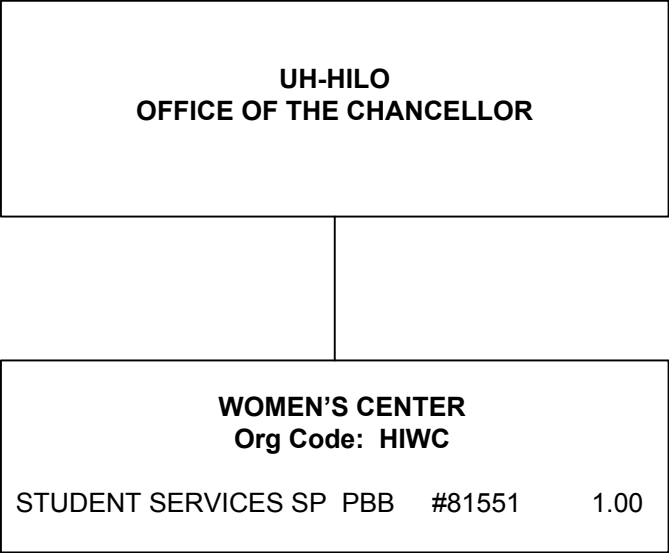 UH-HILO
OFFICE OF THE CHANCELLOR
WOMEN’S CENTER
Org Code: HIWC
STUDENT SERVICES SP PBB #81551 1.00